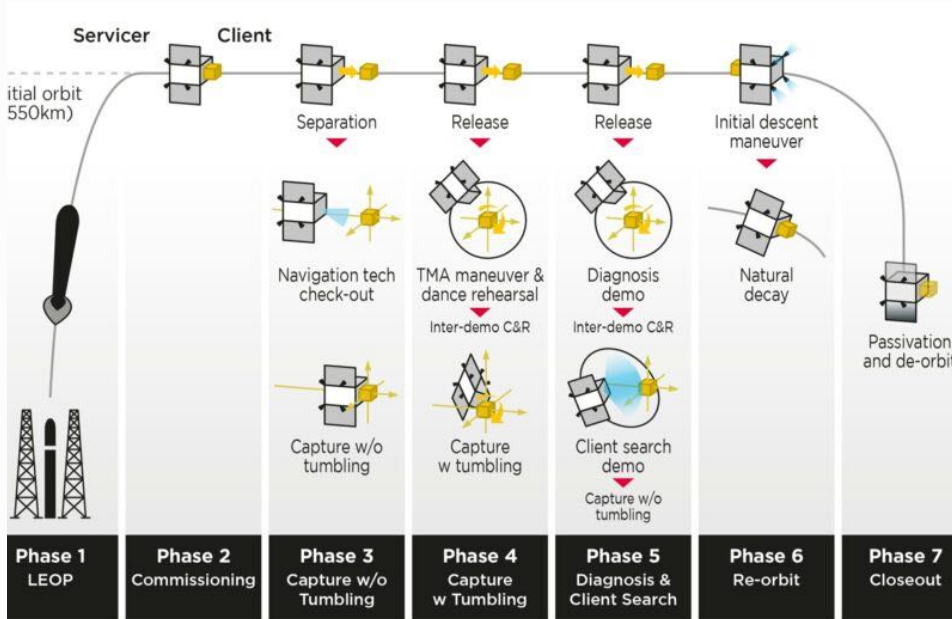 Servicer
Client
itial orbit
550km)
Separation
Release
Release
Initial descent
maneuver
Navigation tech
check-out
TMA maneuver &
dance rehearsal
Diagnosis
demo
Natural
decay
Inter-demo C&R
Inter-demo C&R
Passivation
and de-orbit
Capture w/o
tumbling
Capture
w tumbling
Client search
demo
Capture w/o
tumbling
Phase 1
LEOP
Phase 2
Commissioning
Phase 3
Capture w/o
Tumbling
Phase 4
Capture
w Tumbling
Phase 5
Diagnosis &
Client Search
Phase 6
Re-orbit
Phase 7
Closeout